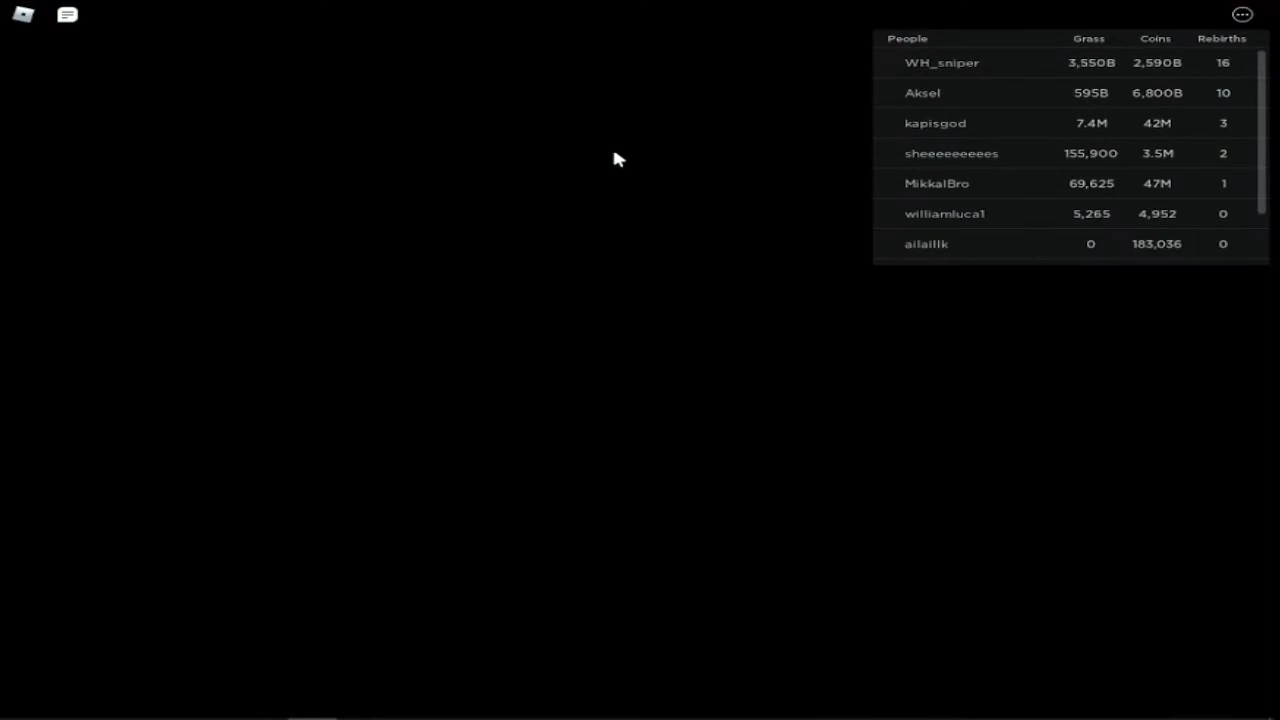 People Grass Coins Rebirths
WH_sniper 3,550B 2,590B 16
Aksel 595B 6,800B 10
kapisgod 7.4M 42M 3
sheeeeeeeees 155,900 3.5M 2
MikkalBro 69,625 47M 1
williamluca1 5,265 4,952 0
ailaillk 0 183,036 0